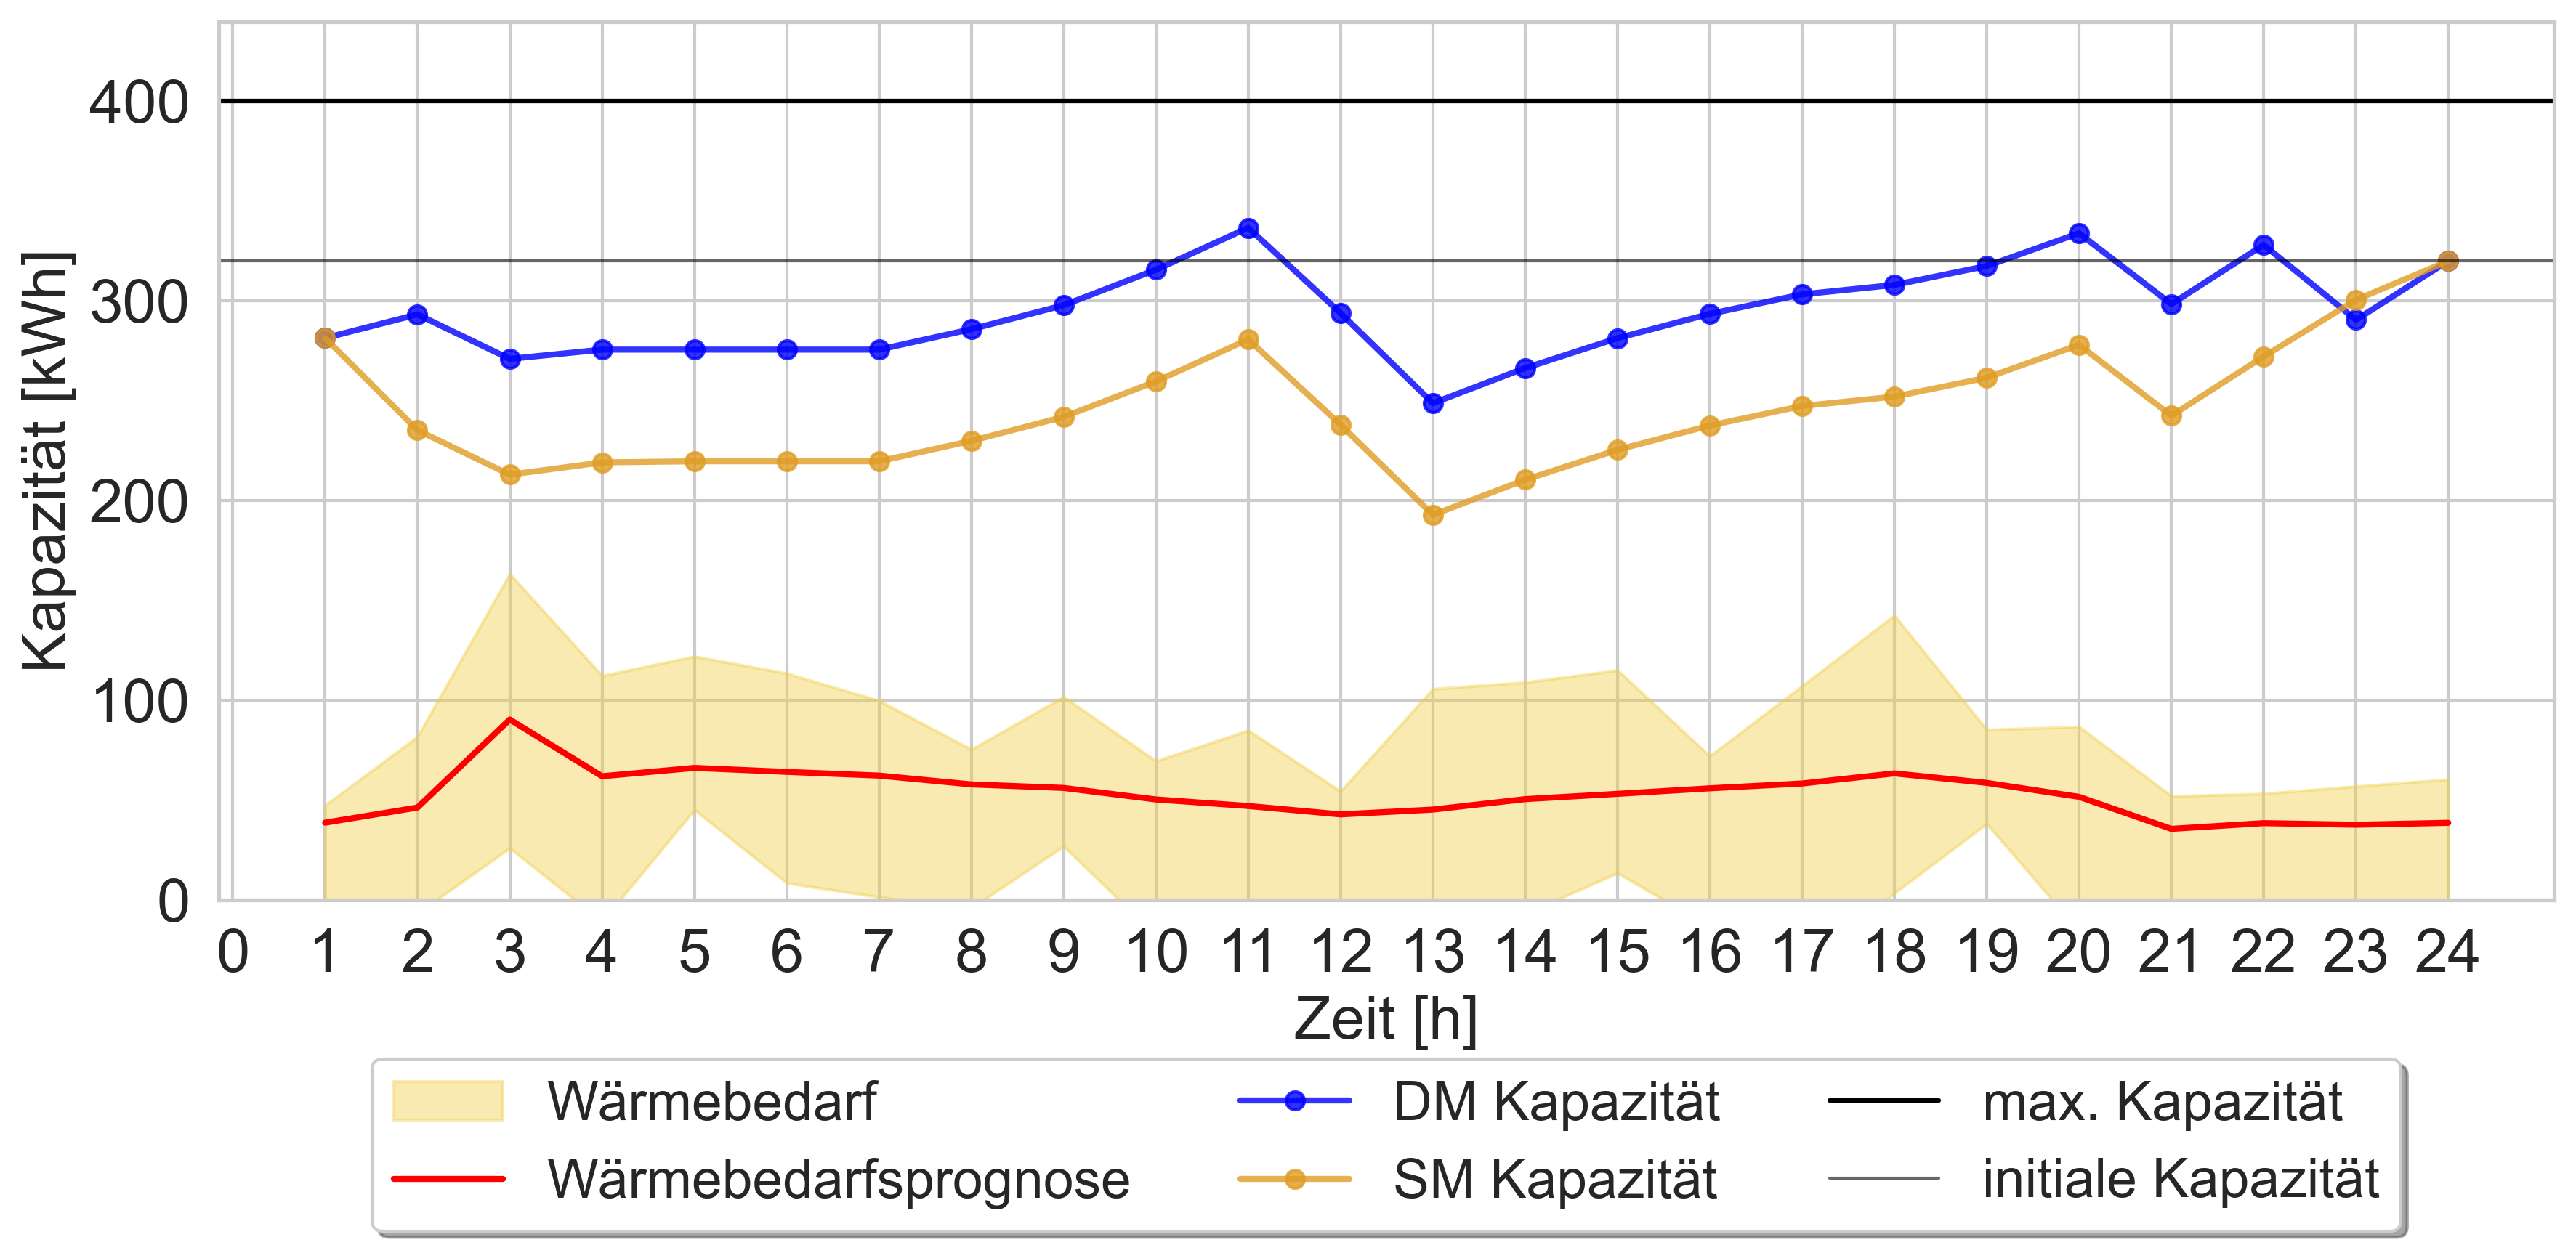 Kapazität [kWh]
400
300
200
100
0
0 1 2 3 4 5 6 7 8 9 10 11 12 13 14 15 16 17 18 19 20 21 22 23 24
Zeit [h]
Wärmebedarf
Wärmebedarfsprognose
DM Kapazität
SM Kapazität
max. Kapazität
initiale Kapazität